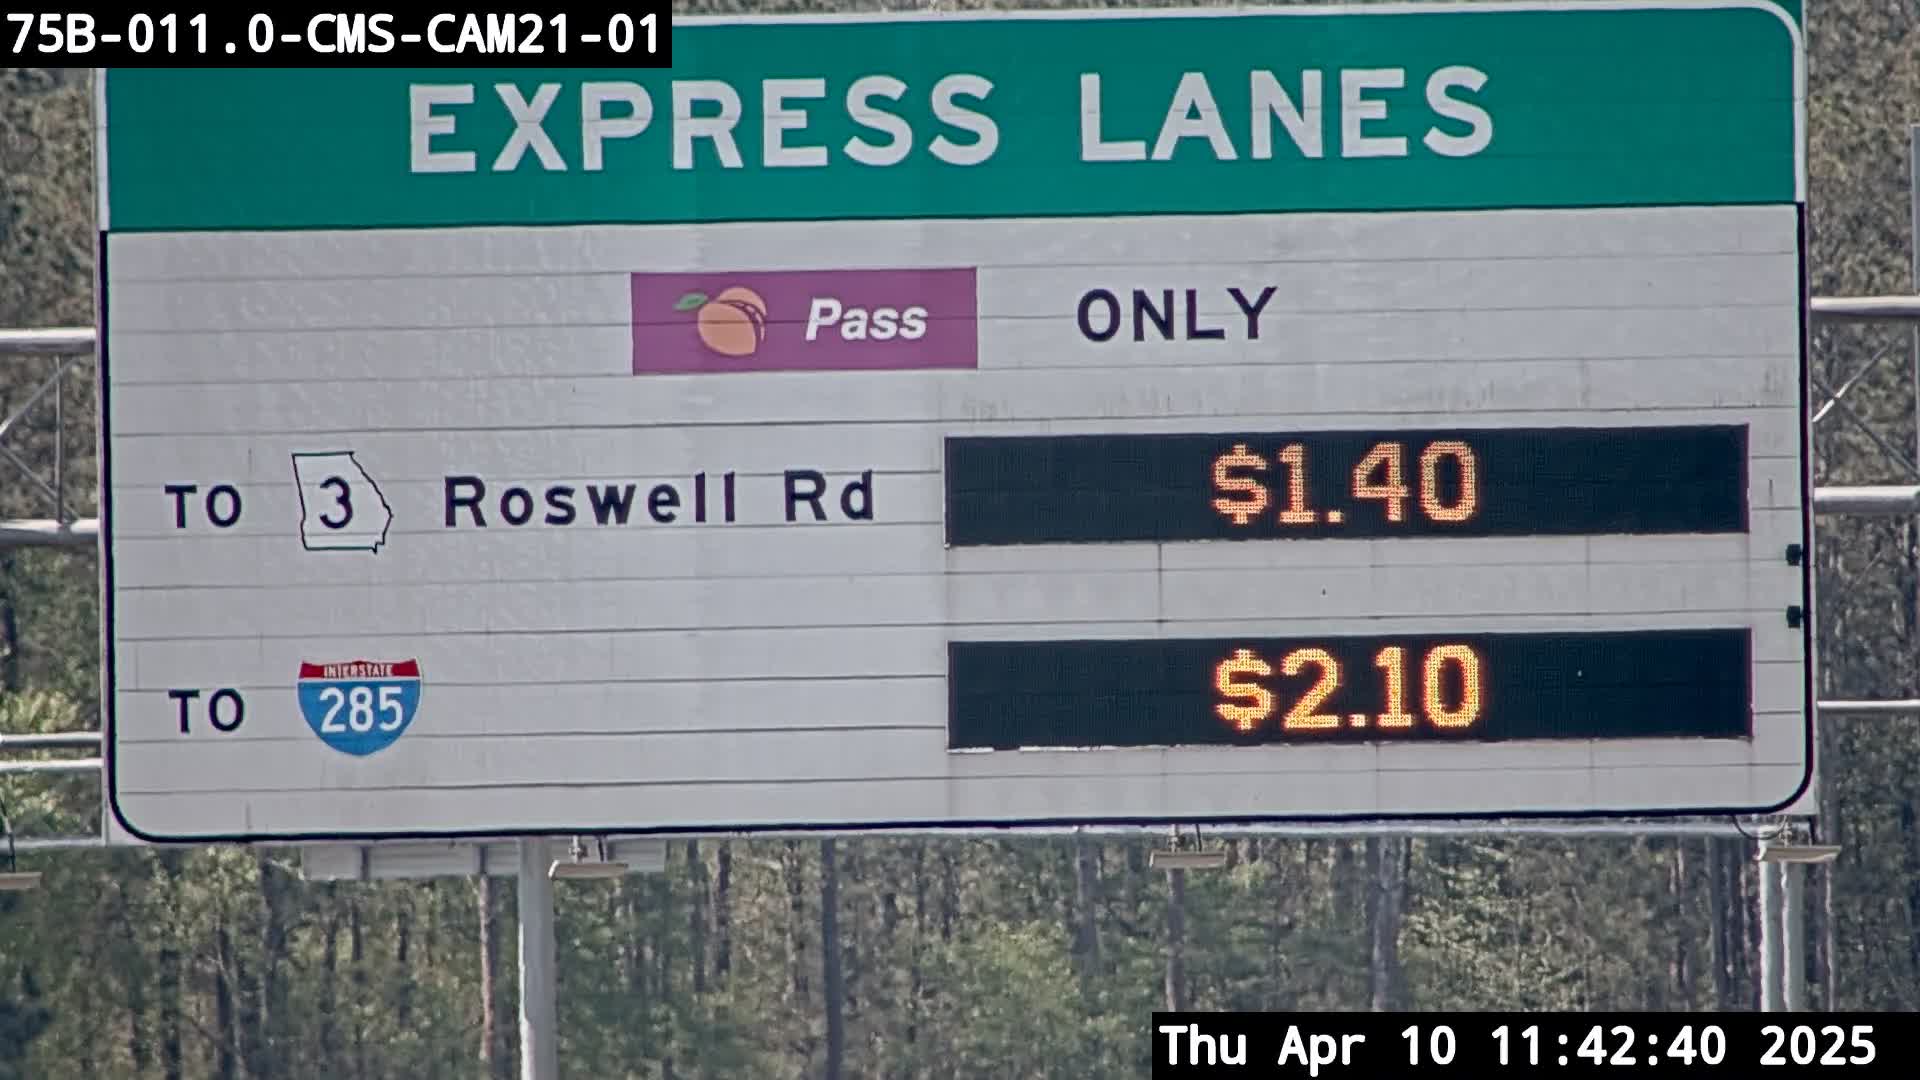 75B-011.0-CMS-CAM21-01
EXPRESS LANES
Pass ONLY
TO 3 Roswell Rd $1.40
INTERSTATE
TO 285 $2.10
Thu Apr 10 11:42:40 2025